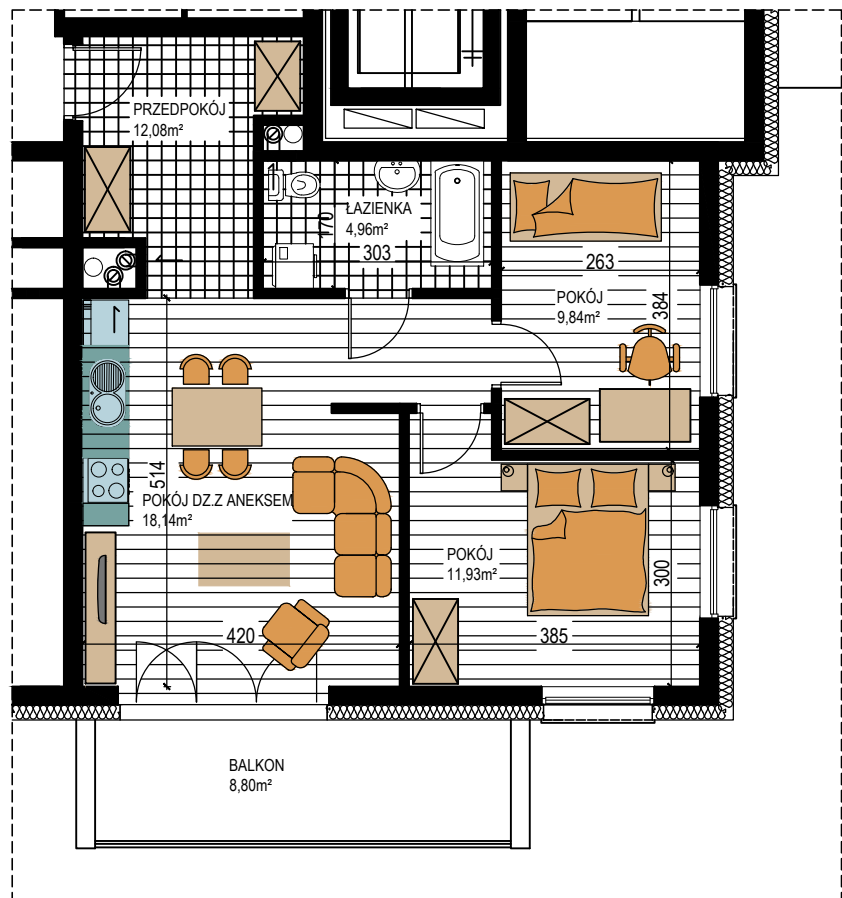 PRZEDPOKÓJ
12,08m²
ŁAZIENKA
4,96m²
170
303
263
POKÓJ
9,84m²
384
514
POKÓJ DZ.Z ANEKSEM
18,14m²
POKÓJ
11,93m²
300
420
385
BALKON
8,80m²